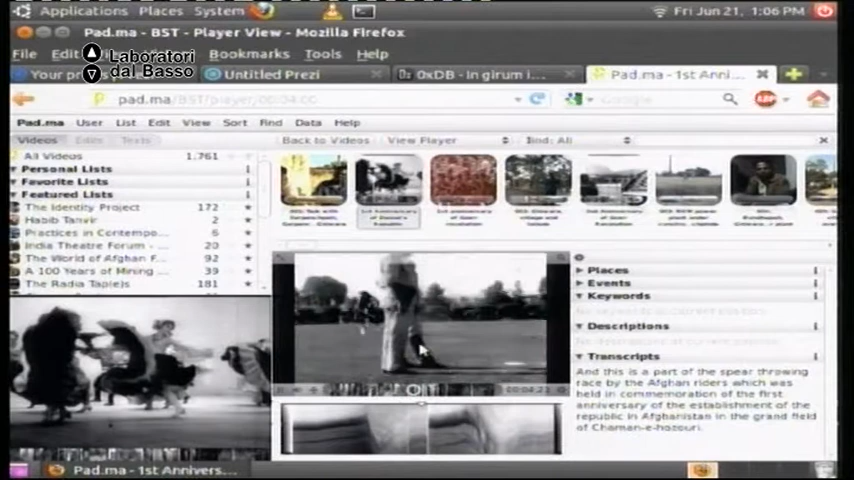 Applications Places System
Fri Jun 21, 1:06 PM
Pad.ma - BST - Player View - Mozilla Firefox
File Edit Bookmarks Tools Help
Laboratori
dal Basso
Your p
Untitled Prezi
0xDB - In girum i...
Pad.ma - 1st Anni...
pad.ma/BST/player/00:04:00
Google
ABP
Pad.ma User List Edit View Sort Find Data Help
Videos Edits Texts
Back to Videos View Player Find: All
All Videos 1,761
Personal Lists
Favorite Lists
Featured Lists
The Identity Project 172
Habib Tanvir 2
Practices in Contempo... 6
India Theatre Forum - ... 20
The World of Afghan F... 92
A 100 Years of Mining ... 39
The Radia Tap(e)s 181
Places
Events
Keywords
Descriptions
Transcripts
And this is a part of the spear throwing
race by the Afghan riders which was
held in commemoration of the first
anniversary of the establishment of the
republic in Afghanistan in the grand field
of Chaman-e-hozouri.
00:04:21
Pad.ma - 1st Annivers...